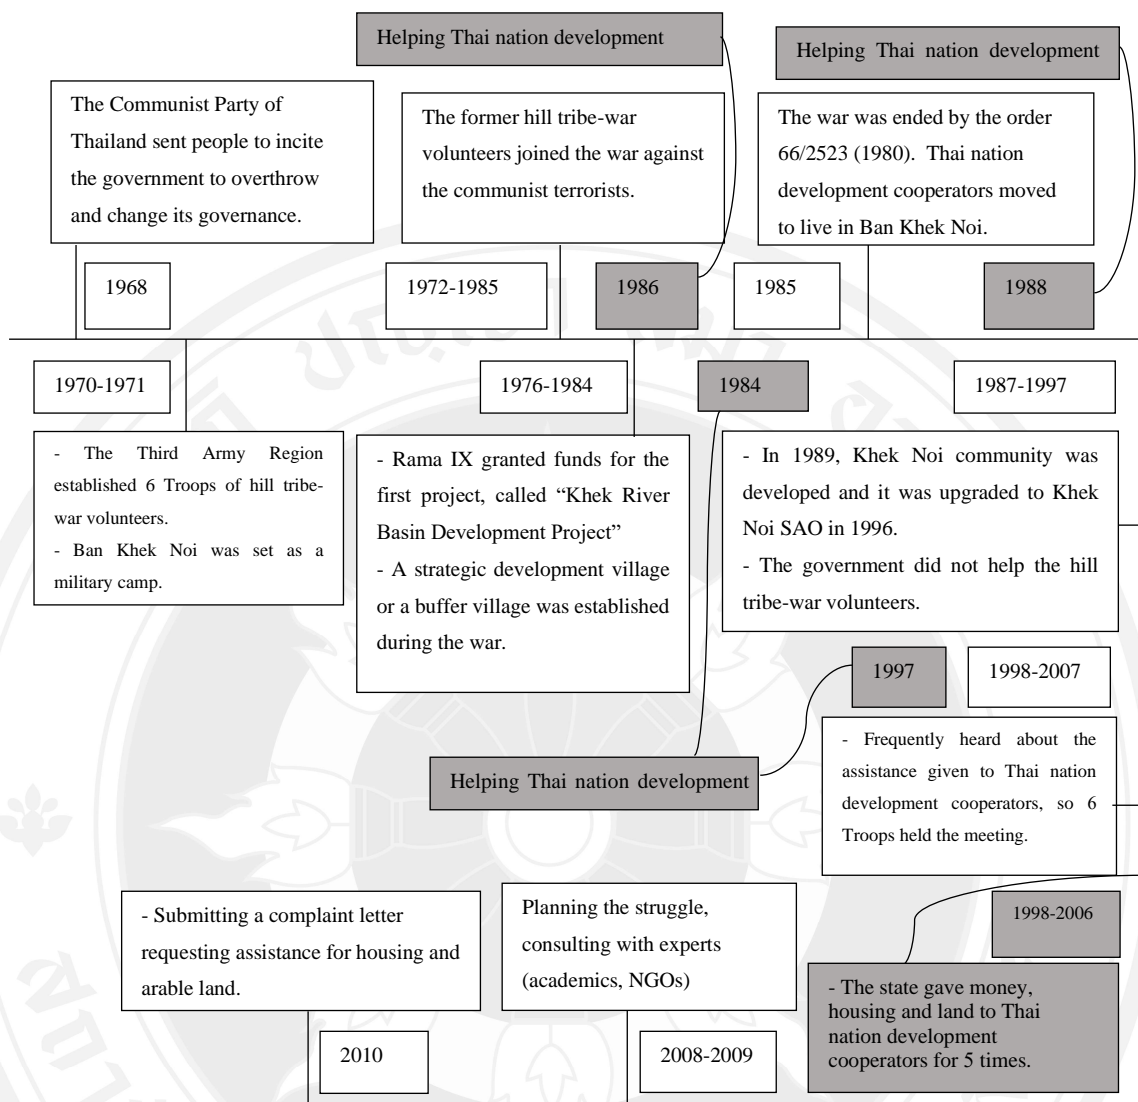 Helping Thai nation development
Helping Thai nation development
The Communist Party of
Thailand sent people to incite
the government to overthrow
and change its governance.
The former hill tribe-war
volunteers joined the war against
the communist terrorists.
The war was ended by the order
66/2523 (1980). Thai nation
development cooperators moved
to live in Ban Khek Noi.
1968
1972-1985
1986
1985
1988
1970-1971
1976-1984
1984
1987-1997
- The Third Army Region
established 6 Troops of hill tribe-
war volunteers.
- Ban Khek Noi was set as a
military camp.
- Rama IX granted funds for the
first project, called “Khek River
Basin Development Project”
- A strategic development village
or a buffer village was established
during the war.
- In 1989, Khek Noi community was
developed and it was upgraded to Khek
Noi SAO in 1996.
- The government did not help the hill
tribe-war volunteers.
1997
1998-2007
- Frequently heard about the
assistance given to Thai nation
development cooperators, so 6
Troops held the meeting.
Helping Thai nation development
- Submitting a complaint letter
requesting assistance for housing and
arable land.
Planning the struggle,
consulting with experts
(academics, NGOs)
1998-2006
- The state gave money,
housing and land to Thai
nation development
cooperators for 5 times.
2010
2008-2009